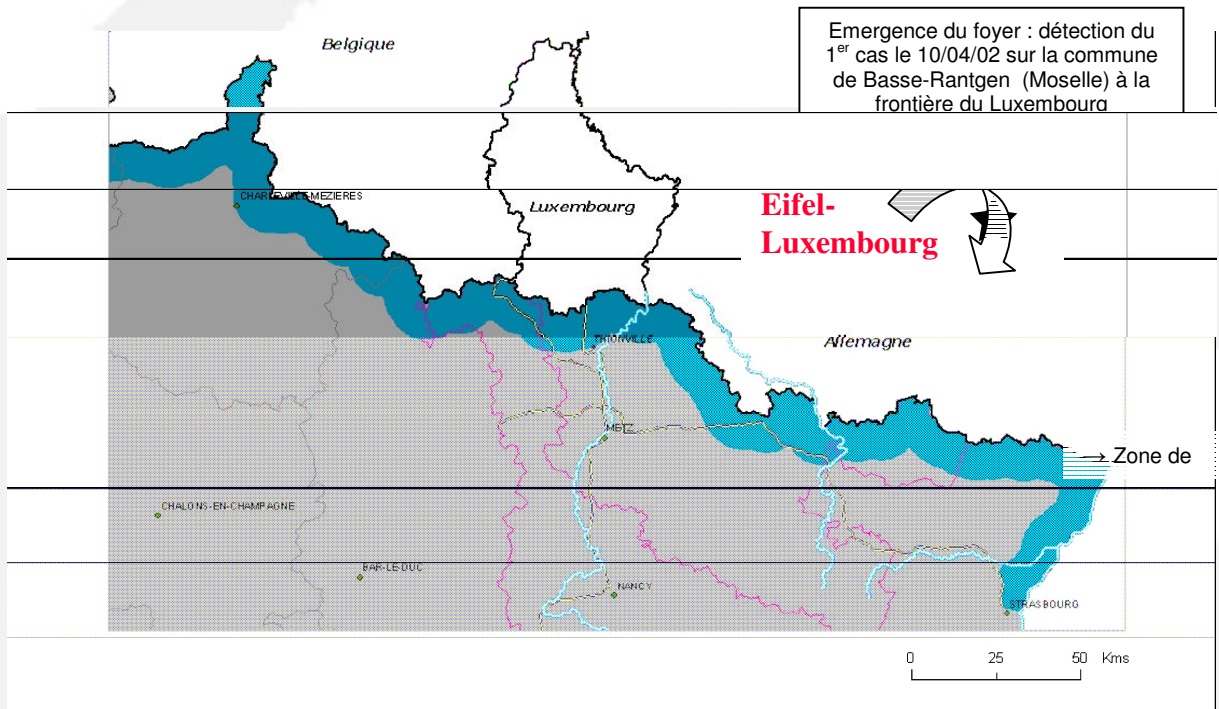 Emergence du foyer : détection du
1er cas le 10/04/02 sur la commune
de Basse-Rantgen (Moselle) à la
frontière du Luxembourg
Belgique
CHARLEVILLE-MEZIERES
Luxembourg
Eifel-
Luxembourg
THIONVILLE
Allemagne
METZ
→ Zone de
CHALONS-EN-CHAMPAGNE
BAR-LE-DUC
NANCY
STRASBOURG
0 25 50 Kms